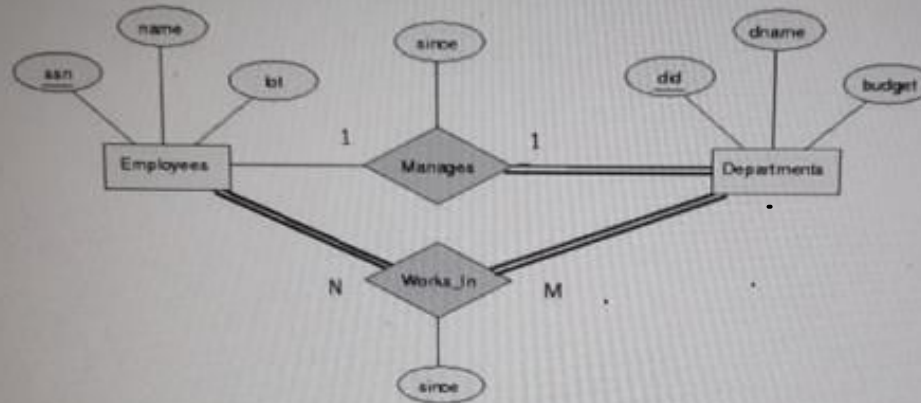 name
since
dname
ssn
lot
did
budget
1
1
Employees
Manages
Departments
N
Works_In
M
since